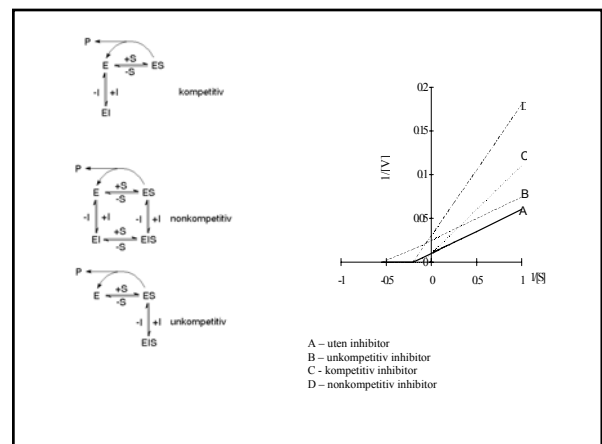 P
E +S ES
-S
-I +I kompetitiv
EI
P
E +S ES
-S
-I +I -I +I nonkompetitiv
EI +S EIS
-S
P
E +S ES
-S
-I +I unkompetitiv
EIS
0.2
D
0.15
1/[V]
C
0.1
B
A
0.05
0
-1 -0.5 0 0.5 1 1/[S]
A – uten inhibitor
B – unkompetitiv inhibitor
C - kompetitiv inhibitor
D – nonkompetitiv inhibitor